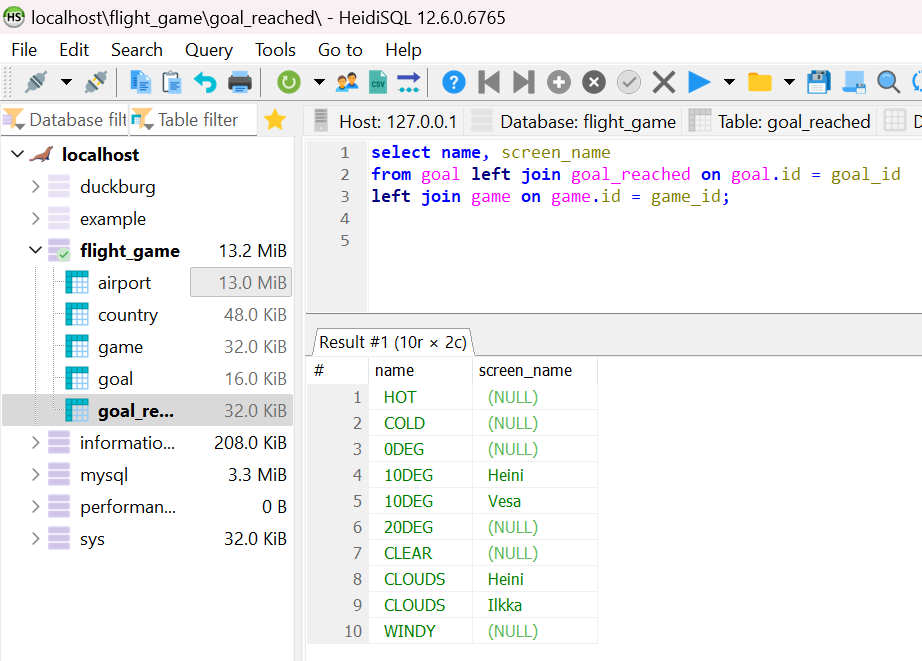 localhost\flight_game\goal_reached\ - HeidiSQL 12.6.0.6765
File Edit Search Query Tools Go to Help
Database filt Table filter Host: 127.0.0.1 Database: flight_game Table: goal_reached D
localhost
duckburg
example
flight_game 13.2 MiB
airport 13.0 MiB
country 48.0 KiB
game 32.0 KiB
goal 16.0 KiB
goal_re... 32.0 KiB
informatio... 208.0 KiB
mysql 3.3 MiB
performan... 0 B
sys 32.0 KiB
1 select name, screen_name
2 from goal left join goal_reached on goal.id = goal_id
3 left join game on game.id = game_id;
4
5
Result #1 (10r × 2c)
# name screen_name
1 HOT (NULL)
2 COLD (NULL)
3 0DEG (NULL)
4 10DEG Heini
5 10DEG Vesa
6 20DEG (NULL)
7 CLEAR (NULL)
8 CLOUDS Heini
9 CLOUDS Ilkka
10 WINDY (NULL)